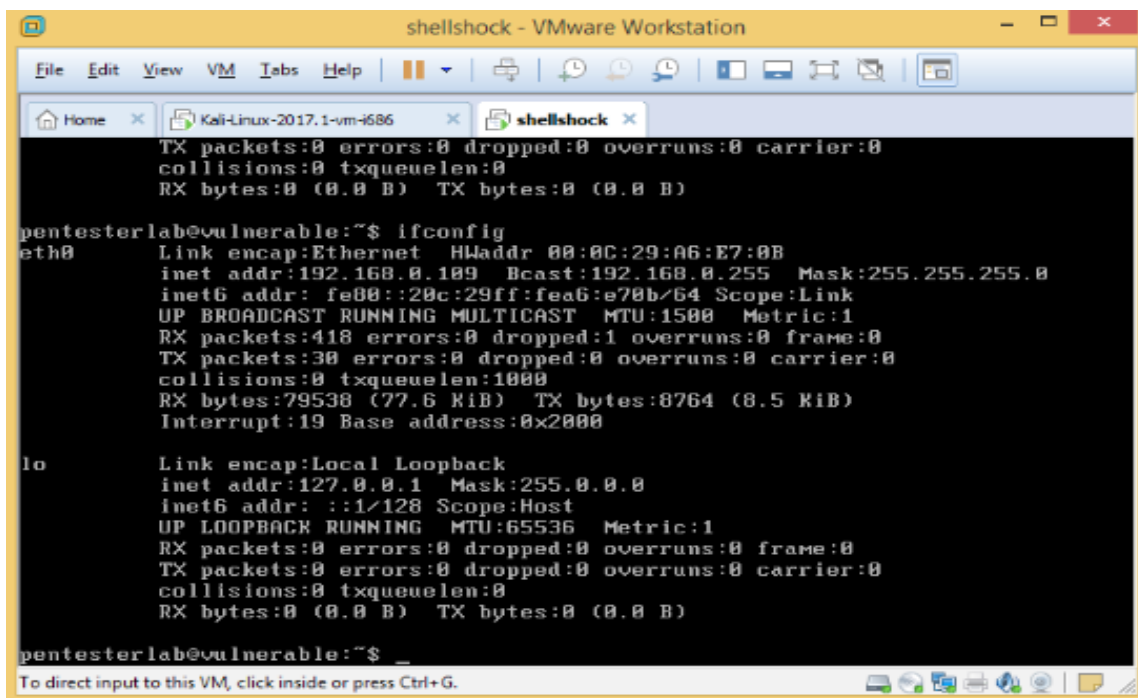 shellshock - VMware Workstation
File Edit View VM Tabs Help
Home Kali-Linux-2017.1-vm-i686 shellshock
TX packets:0 errors:0 dropped:0 overruns:0 carrier:0
collisions:0 txqueuelen:0
RX bytes:0 (0.0 B) TX bytes:0 (0.0 B)
pentesterlab@vulnerable:~$ ifconfig
eth0 Link encap:Ethernet HWaddr 00:0C:29:A6:E7:0B
inet addr:192.168.0.109 Bcast:192.168.0.255 Mask:255.255.255.0
inet6 addr: fe80::20c:29ff:fea6:e70b/64 Scope:Link
UP BROADCAST RUNNING MULTICAST MTU:1500 Metric:1
RX packets:418 errors:0 dropped:1 overruns:0 frame:0
TX packets:30 errors:0 dropped:0 overruns:0 carrier:0
collisions:0 txqueuelen:1000
RX bytes:79538 (77.6 KiB) TX bytes:8764 (8.5 KiB)
Interrupt:19 Base address:0x2000
lo Link encap:Local Loopback
inet addr:127.0.0.1 Mask:255.0.0.0
inet6 addr: ::1/128 Scope:Host
UP LOOPBACK RUNNING MTU:65536 Metric:1
RX packets:0 errors:0 dropped:0 overruns:0 frame:0
TX packets:0 errors:0 dropped:0 overruns:0 carrier:0
collisions:0 txqueuelen:0
RX bytes:0 (0.0 B) TX bytes:0 (0.0 B)
pentesterlab@vulnerable:~$ _
To direct input to this VM, click inside or press Ctrl+G.